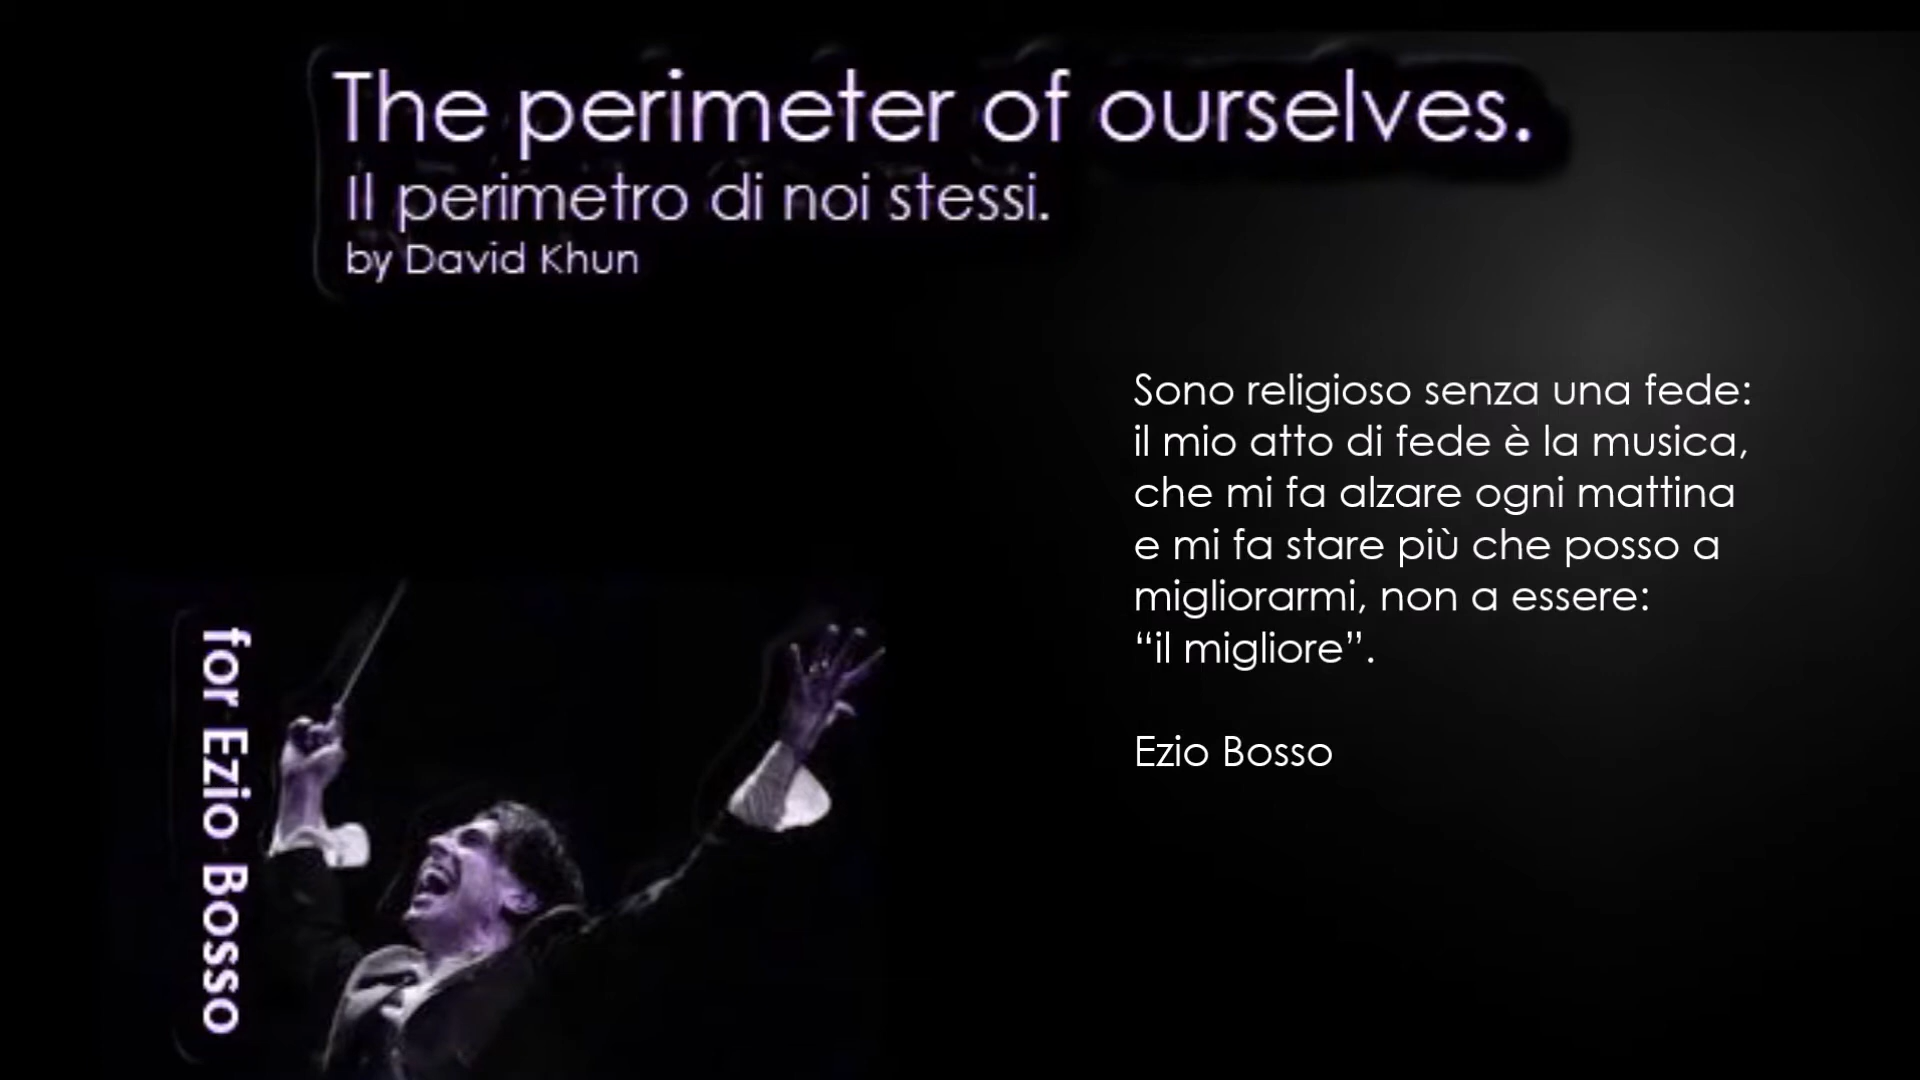 The perimeter of ourselves.
Il perimetro di noi stessi.
by David Khun
Sono religioso senza una fede:
il mio atto di fede è la musica,
che mi fa alzare ogni mattina
e mi fa stare più che posso a
migliorarmi, non a essere:
“il migliore”.
Ezio Bosso
for Ezio Bosso